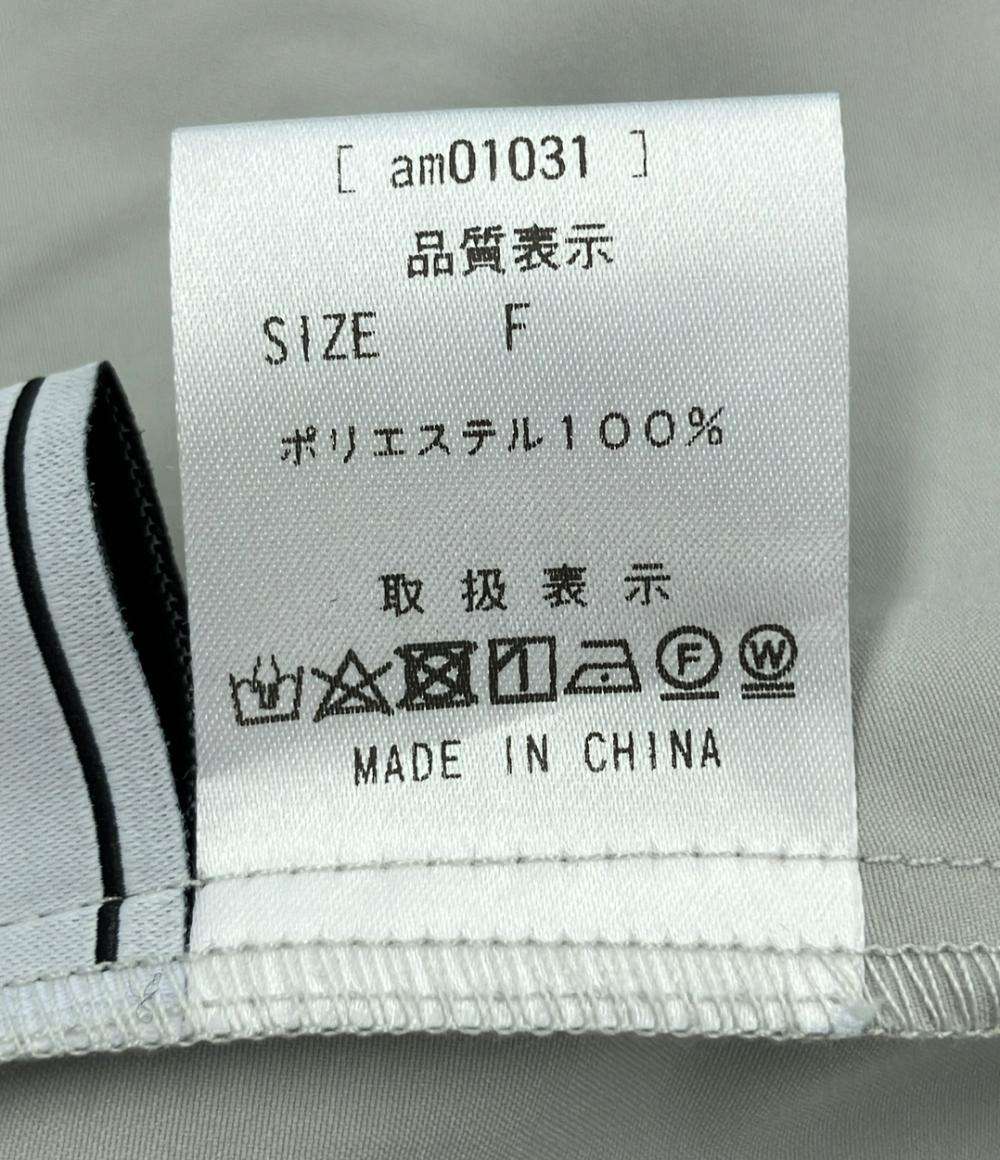 [ am01031 ]
品質表示
SIZE F
ポリエステル100%
取扱表示
F W
MADE IN CHINA